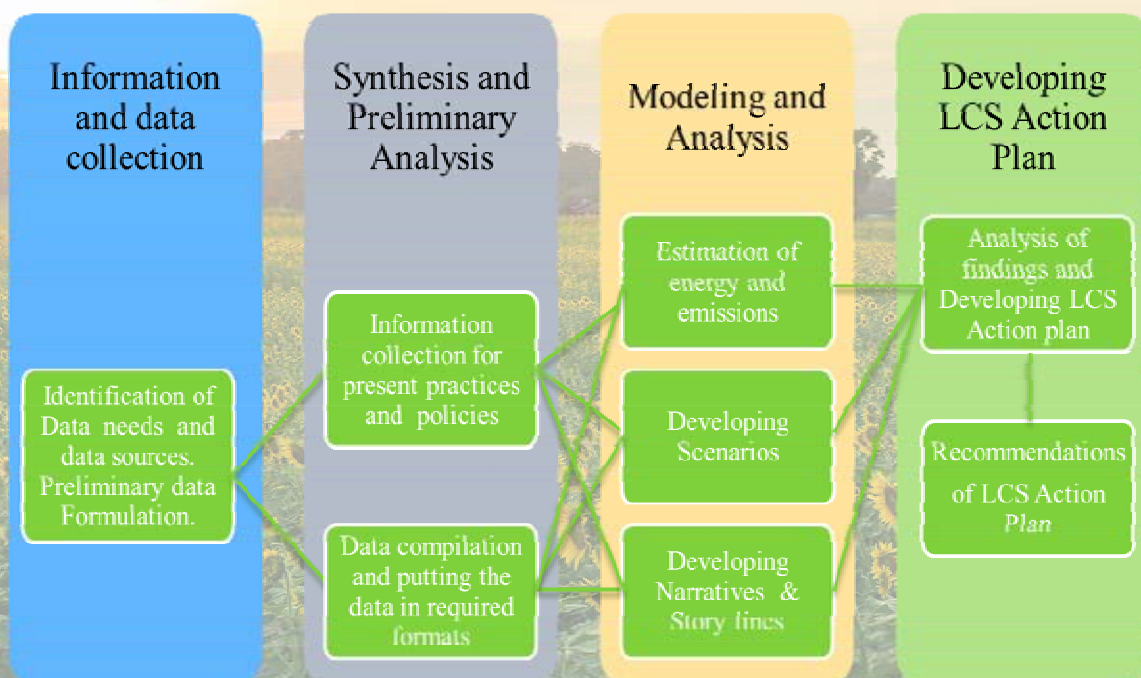 Information
and data
collection
Identification of
Data needs and
data sources.
Preliminary data
Formulation.
Synthesis and
Preliminary
Analysis
Information
collection for
present practices
and policies
Data compilation
and putting the
data in required
formats
Modeling and
Analysis
Estimation of
energy and
emissions
Developing
Scenarios
Developing
Narratives &
Story lines
Developing
LCS Action
Plan
Analysis of
findings and
Developing LCS
Action plan
Recommendations
of LCS Action
Plan